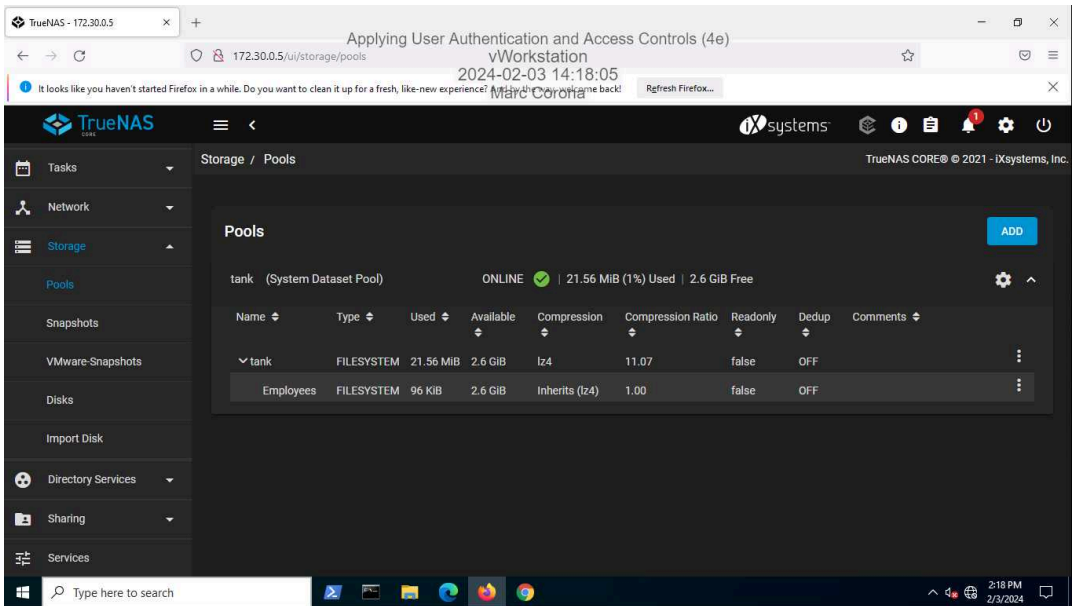 TrueNAS - 172.30.0.5
Applying User Authentication and Access Controls (4e)
172.30.0.5/ui/storage/pools
vWorkstation
2024-02-03 14:18:05
It looks like you haven't started Firefox in a while. Do you want to clean it up for a fresh, like-new experience? And by the way, welcome back!
Refresh Firefox...
Marc Corona
TrueNAS
CORE
iXsystems
1
Storage / Pools
TrueNAS CORE® © 2021 - iXsystems, Inc.
Tasks
Network
Storage
Pools
Snapshots
VMware-Snapshots
Disks
Import Disk
Directory Services
Sharing
Services
Pools
ADD
tank (System Dataset Pool) ONLINE | 21.56 MiB (1%) Used | 2.6 GiB Free
Name Type Used Available Compression Compression Ratio Readonly Dedup Comments
tank FILESYSTEM 21.56 MiB 2.6 GiB lz4 11.07 false OFF
Employees FILESYSTEM 96 KiB 2.6 GiB Inherits (lz4) 1.00 false OFF
Type here to search
2:18 PM
2/3/2024